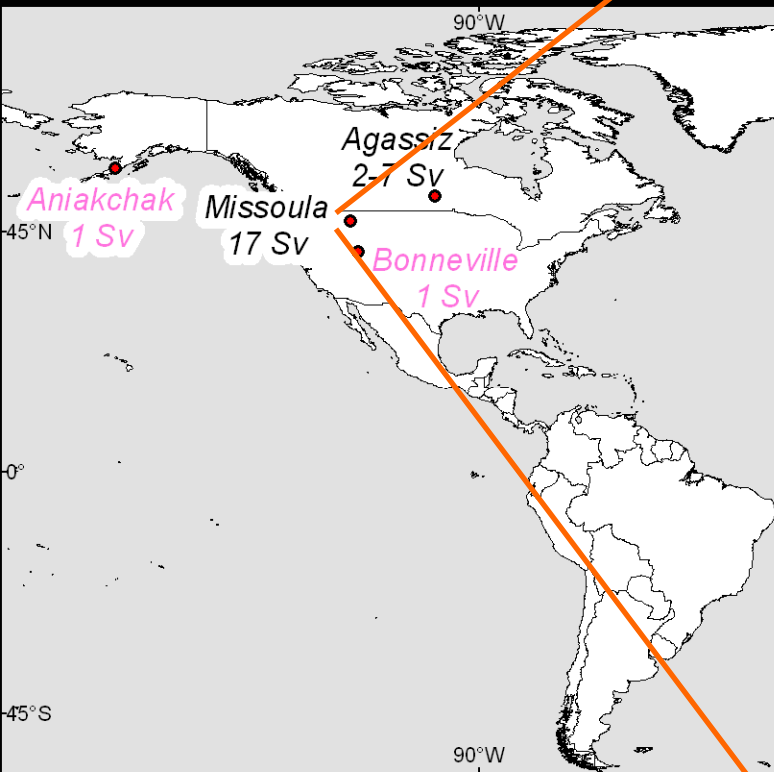 90°W
Agassiz
2-7 Sv
Aniakchak
1 Sv
Missoula
17 Sv
45°N
Bonneville
1 Sv
0°
45°S
90°W